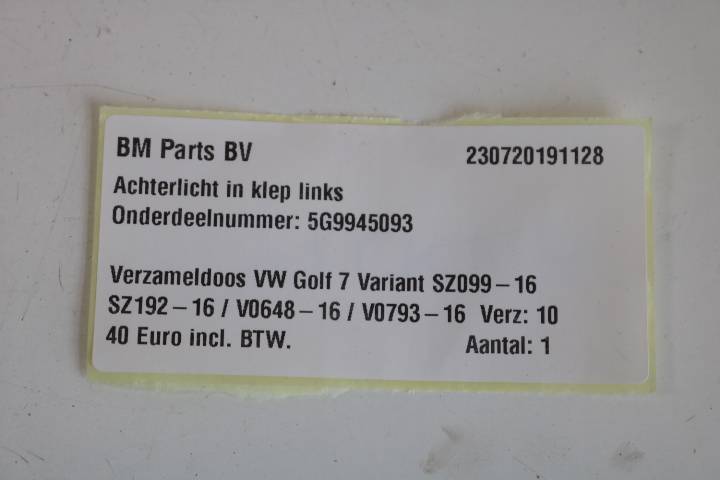 BM Parts BV 230720191128
Achterlicht in klep links
Onderdeelnummer: 5G9945093
Verzameldoos VW Golf 7 Variant SZ099-16
SZ192-16 / V0648-16 / V0793-16 Verz: 10
40 Euro incl. BTW. Aantal: 1